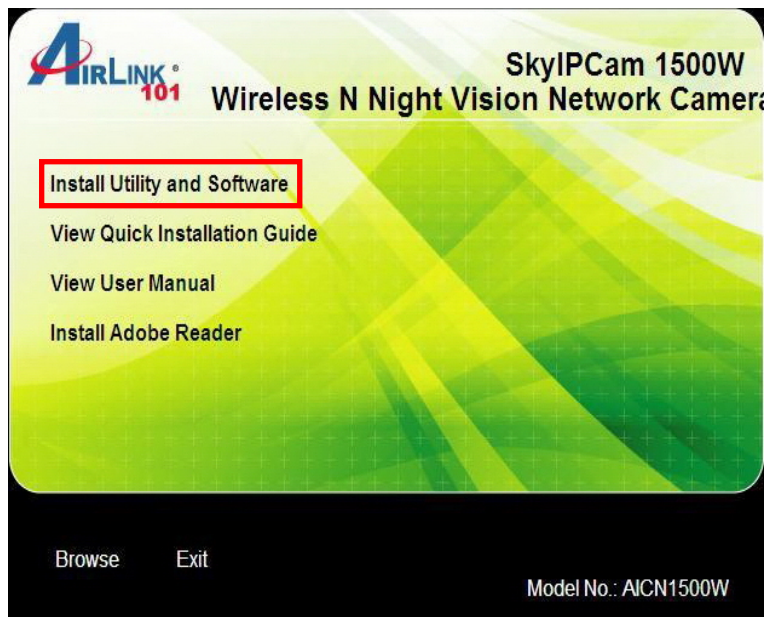 AIRLINK®
101
SkyIPCam 1500W
Wireless N Night Vision Network Camera
Install Utility and Software
View Quick Installation Guide
View User Manual
Install Adobe Reader
Browse Exit
Model No.: AICN1500W